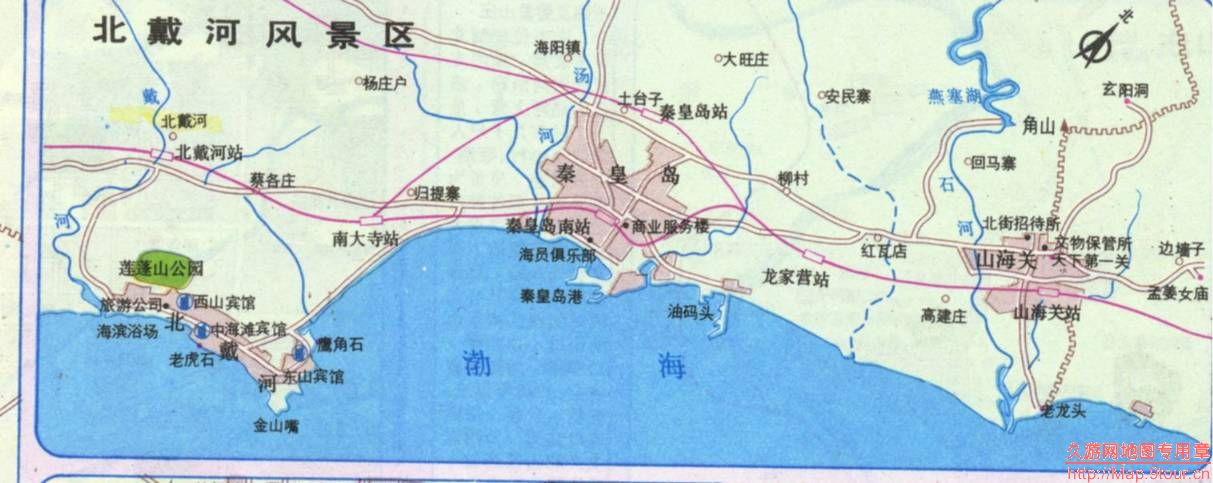 北戴河风景区
北
海阳镇
大旺庄
杨庄户
汤
河
安民寨
燕塞湖
玄阳洞
戴
河
北戴河
北戴河站
土台子
秦皇岛站
角山
回马寨
石
河
蔡各庄
归提寨
秦皇岛
柳村
南大寺站
秦皇岛南站
商业服务楼
海员俱乐部
红瓦店
北街招待所
文物保管所
天下第一关
山海关
边墙子
孟姜女庙
莲蓬山公园
龙家营站
秦皇岛港
油码头
高建庄
山海关站
旅游公司
西山宾馆
北戴河
海滨浴场
中海滩宾馆
老虎石
鹰角石
东山宾馆
金山嘴
渤海
老龙头
久游网地图专用章
http://Map.9tour.cn